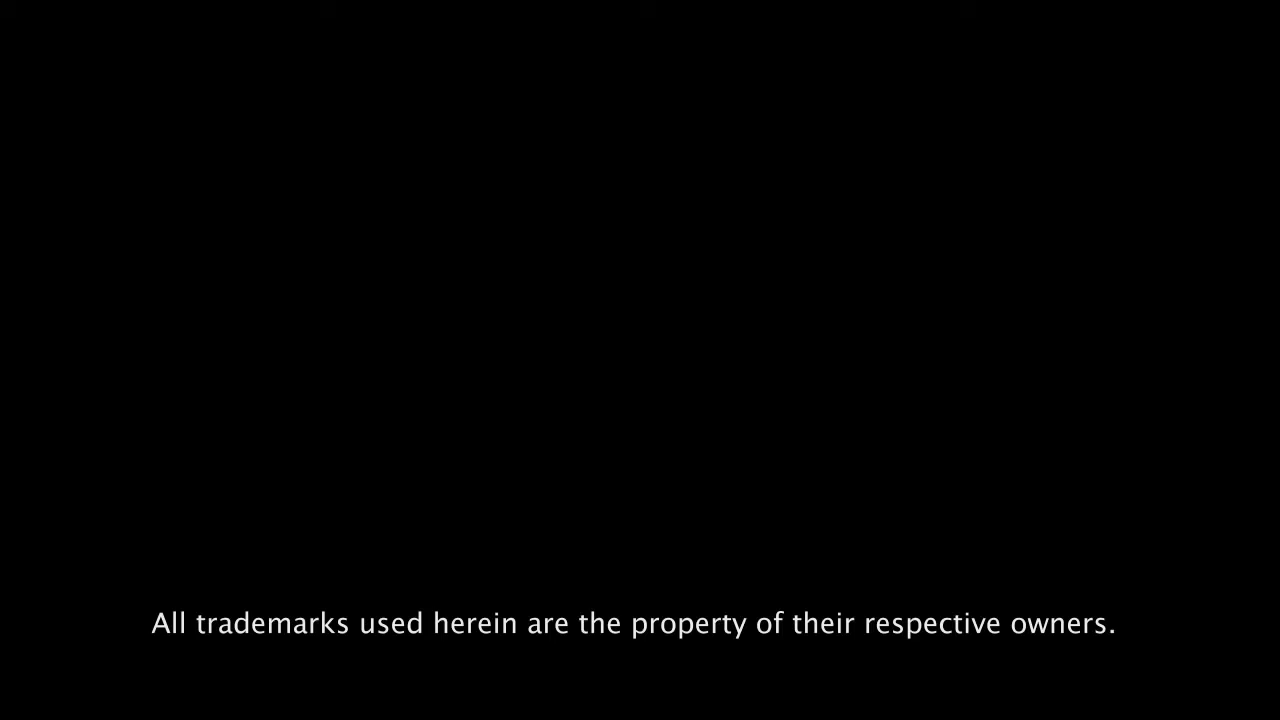 All trademarks used herein are the property of their respective owners.